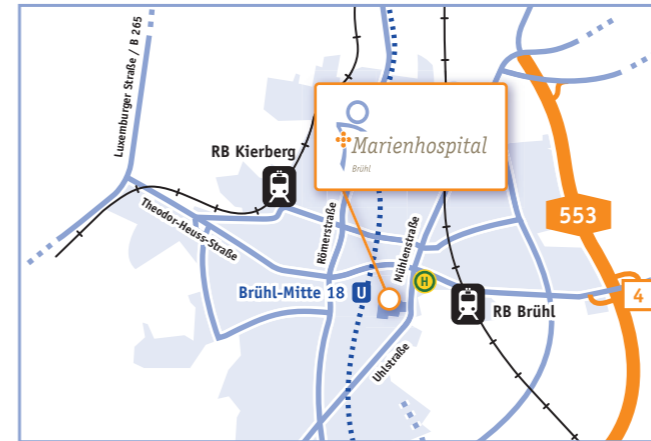 Luxemburger Straße / B 265
RB Kierberg
Marienhospital
Brühl
Theodor-Heuss-Straße
Römerstraße
Mühlenstraße
553
Brühl-Mitte 18 U
H
4
RB Brühl
Uhlstraße